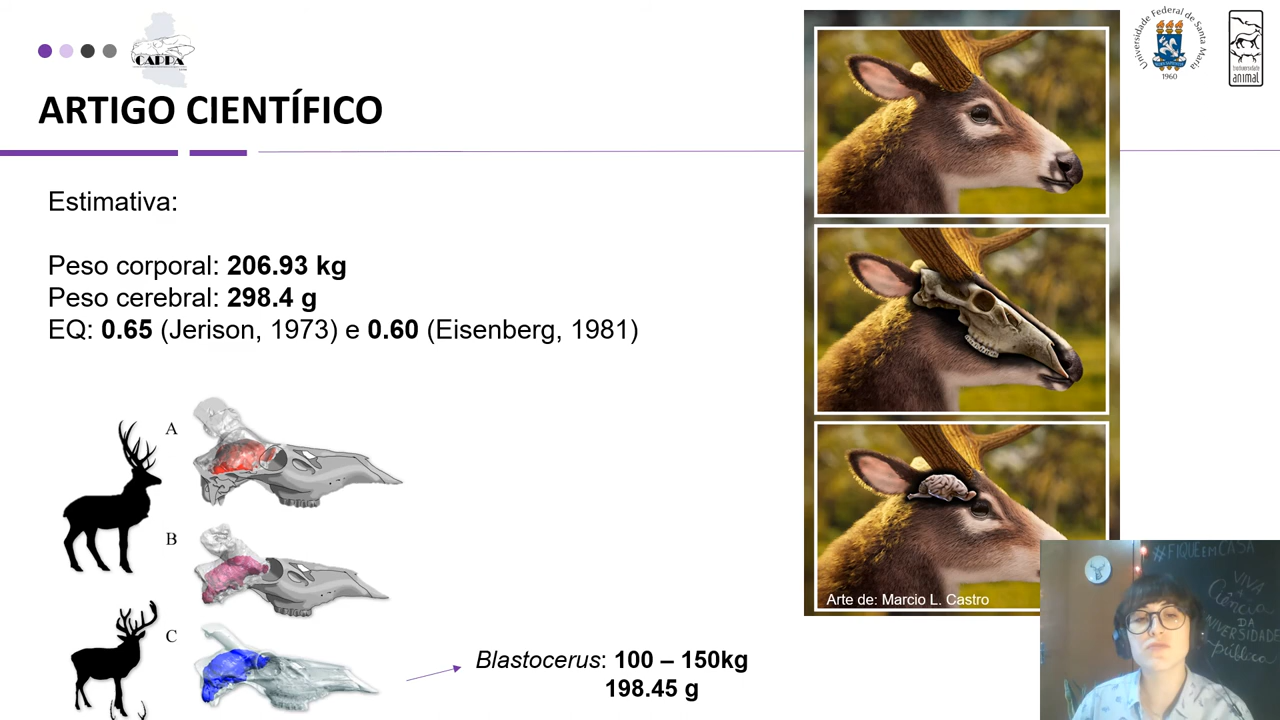 CAPPA
ARTIGO CIENTÍFICO
Universidade Federal de Santa Maria
1960
biodiversidade
animal
Estimativa:
Peso corporal: 206.93 kg
Peso cerebral: 298.4 g
EQ: 0.65 (Jerison, 1973) e 0.60 (Eisenberg, 1981)
A
B
C
Blastocerus: 100 – 150kg
198.45 g
Arte de: Marcio L. Castro
#FIQUEEMCASA
VIVA
a
Ciência
DA
UNIVERSIDADE
pública